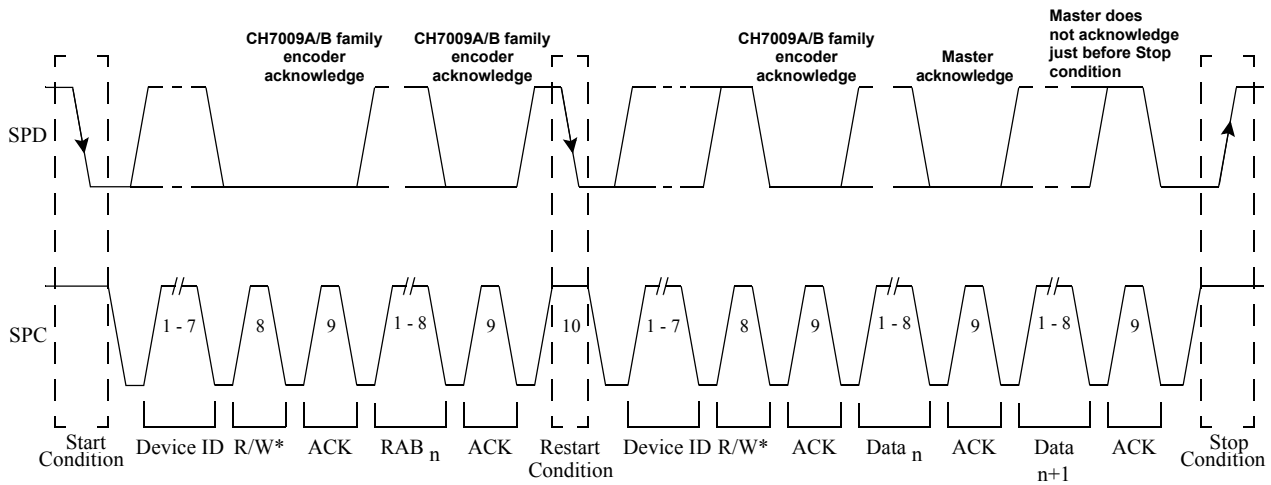 CH7009A/B family
encoder
acknowledge
CH7009A/B family
encoder
acknowledge
CH7009A/B family
encoder
acknowledge
Master
acknowledge
Master does
not acknowledge
just before Stop
condition
SPD
SPC
1 - 7
8
9
1 - 8
9
10
1 - 7
8
9
1 - 8
9
1 - 8
9
Start
Condition
Device ID
R/W*
ACK
RAB n
ACK
Restart
Condition
Device ID
R/W*
ACK
Data n
ACK
Data
n+1
ACK
Stop
Condition